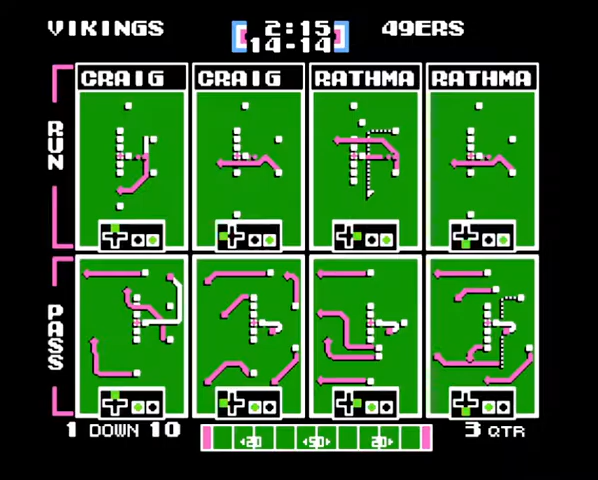 VIKINGS 2:15 49ERS
14-14
CRAIG CRAIG RATHMA RATHMA
RUN
PASS
1 DOWN 10 20 50 20 3 QTR